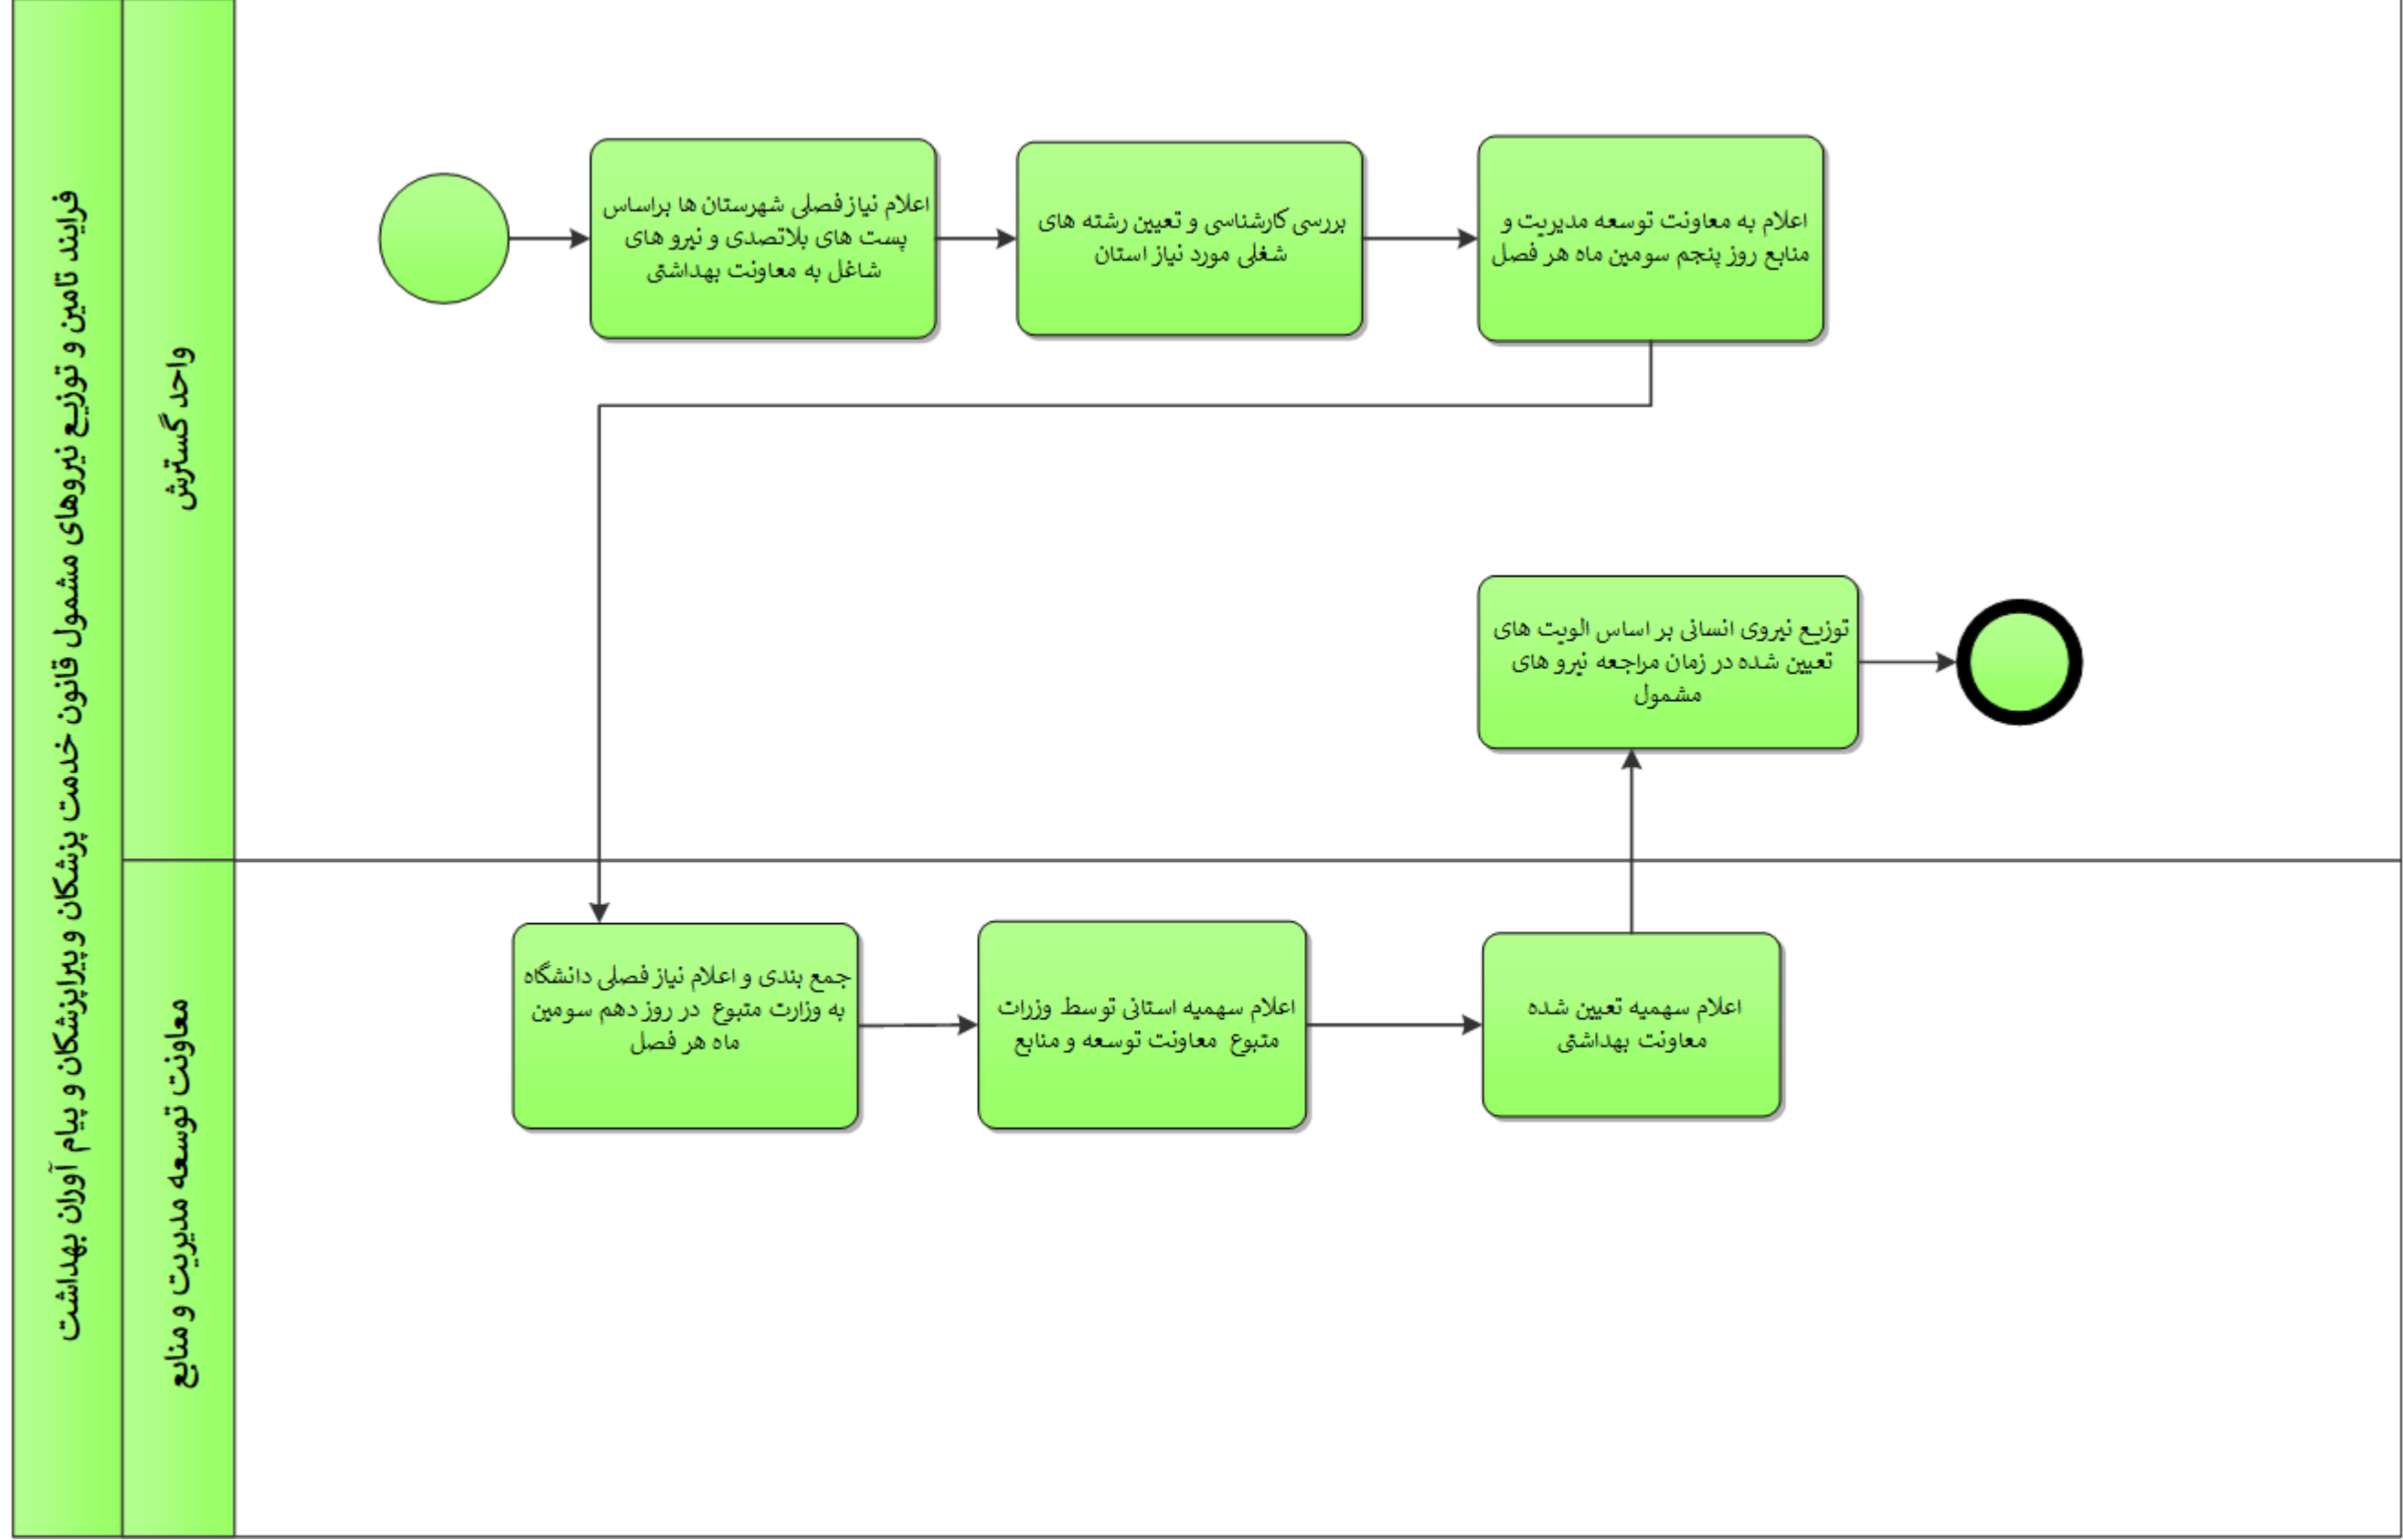 فرایند تامین و توزیع نیروهای مشمول قانون خدمت پزشکان وپیراپزشکان و پیام آوران بهداشت
واحد گسترش
اعلام نیاز فصلی شهرستان ها براساس
پست های بلاتصدی و نیرو های
شاغل به معاونت بهداشتی
بررسی کارشناسی و تعیین رشته های
شغلی مورد نیاز استان
اعلام به معاونت توسعه مدیریت و
منابع روز پنجم سومین ماه هر فصل
توزیع نیروی انسانی بر اساس الویت های
تعیین شده در زمان مراجعه نیرو های
مشمول
معاونت توسعه مدیریت و منابع
جمع بندی و اعلام نیاز فصلی دانشگاه
به وزارت متبوع در روز دهم سومین
ماه هر فصل
اعلام سهمیه استانی توسط وزرات
متبوع معاونت توسعه و منابع
اعلام سهمیه تعیین شده
معاونت بهداشتی